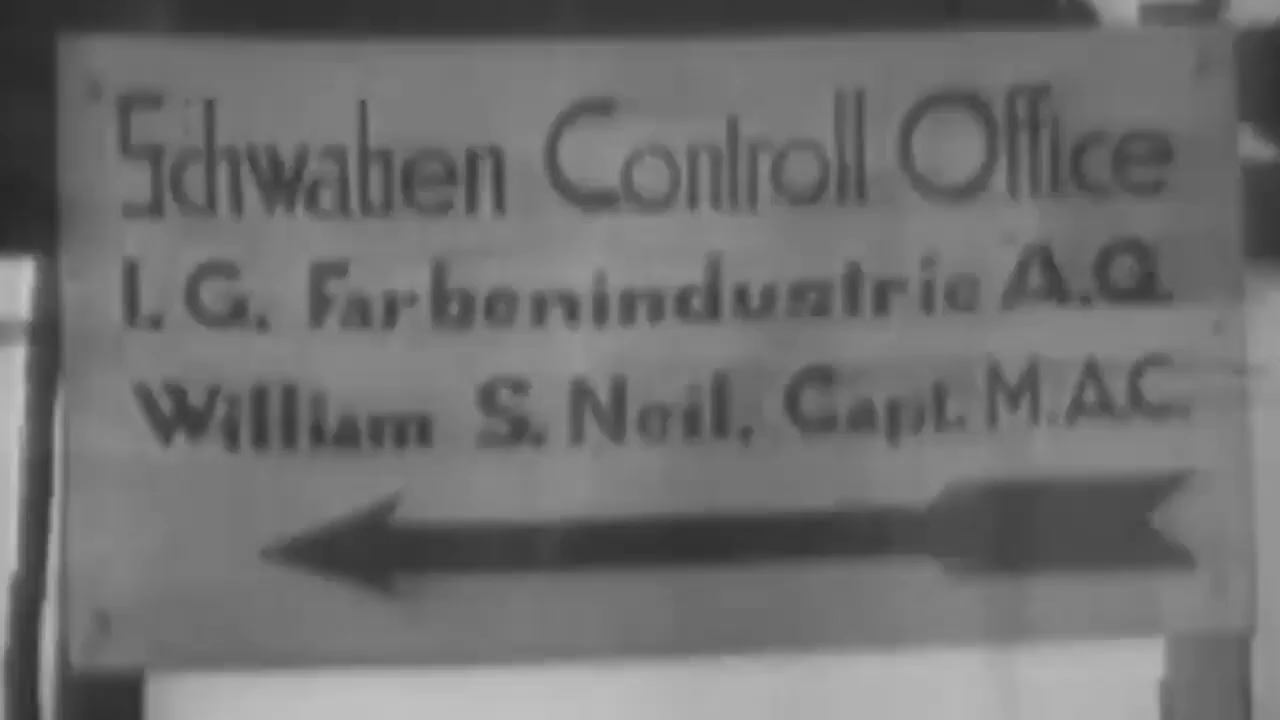 Schwaben Controll Office
I. G. Farbenindustrie A.G.
William S. Neil, Capt. M.A.C.